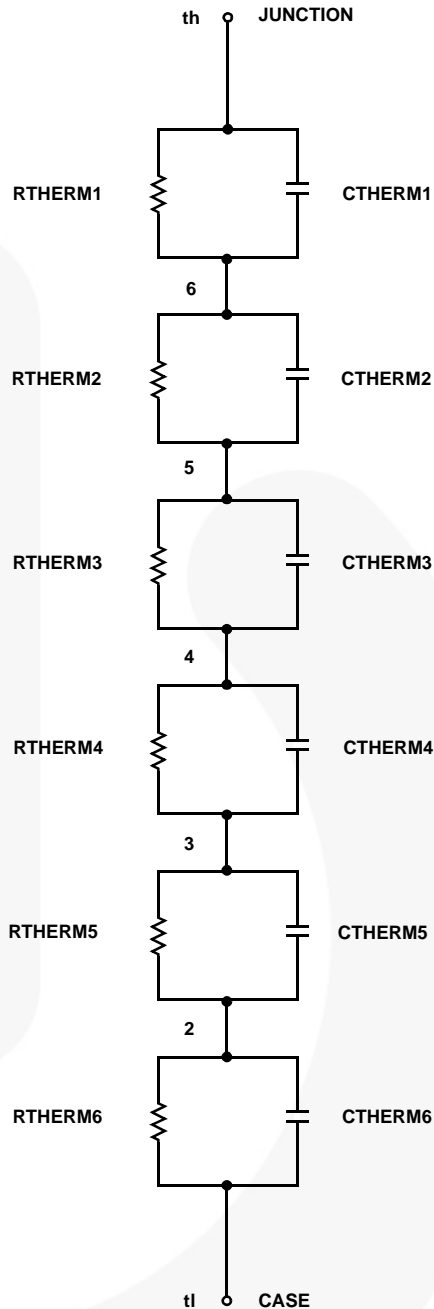 th JUNCTION
RTHERM1 CTHERM1
6
RTHERM2 CTHERM2
5
RTHERM3 CTHERM3
4
RTHERM4 CTHERM4
3
RTHERM5 CTHERM5
2
RTHERM6 CTHERM6
tl CASE